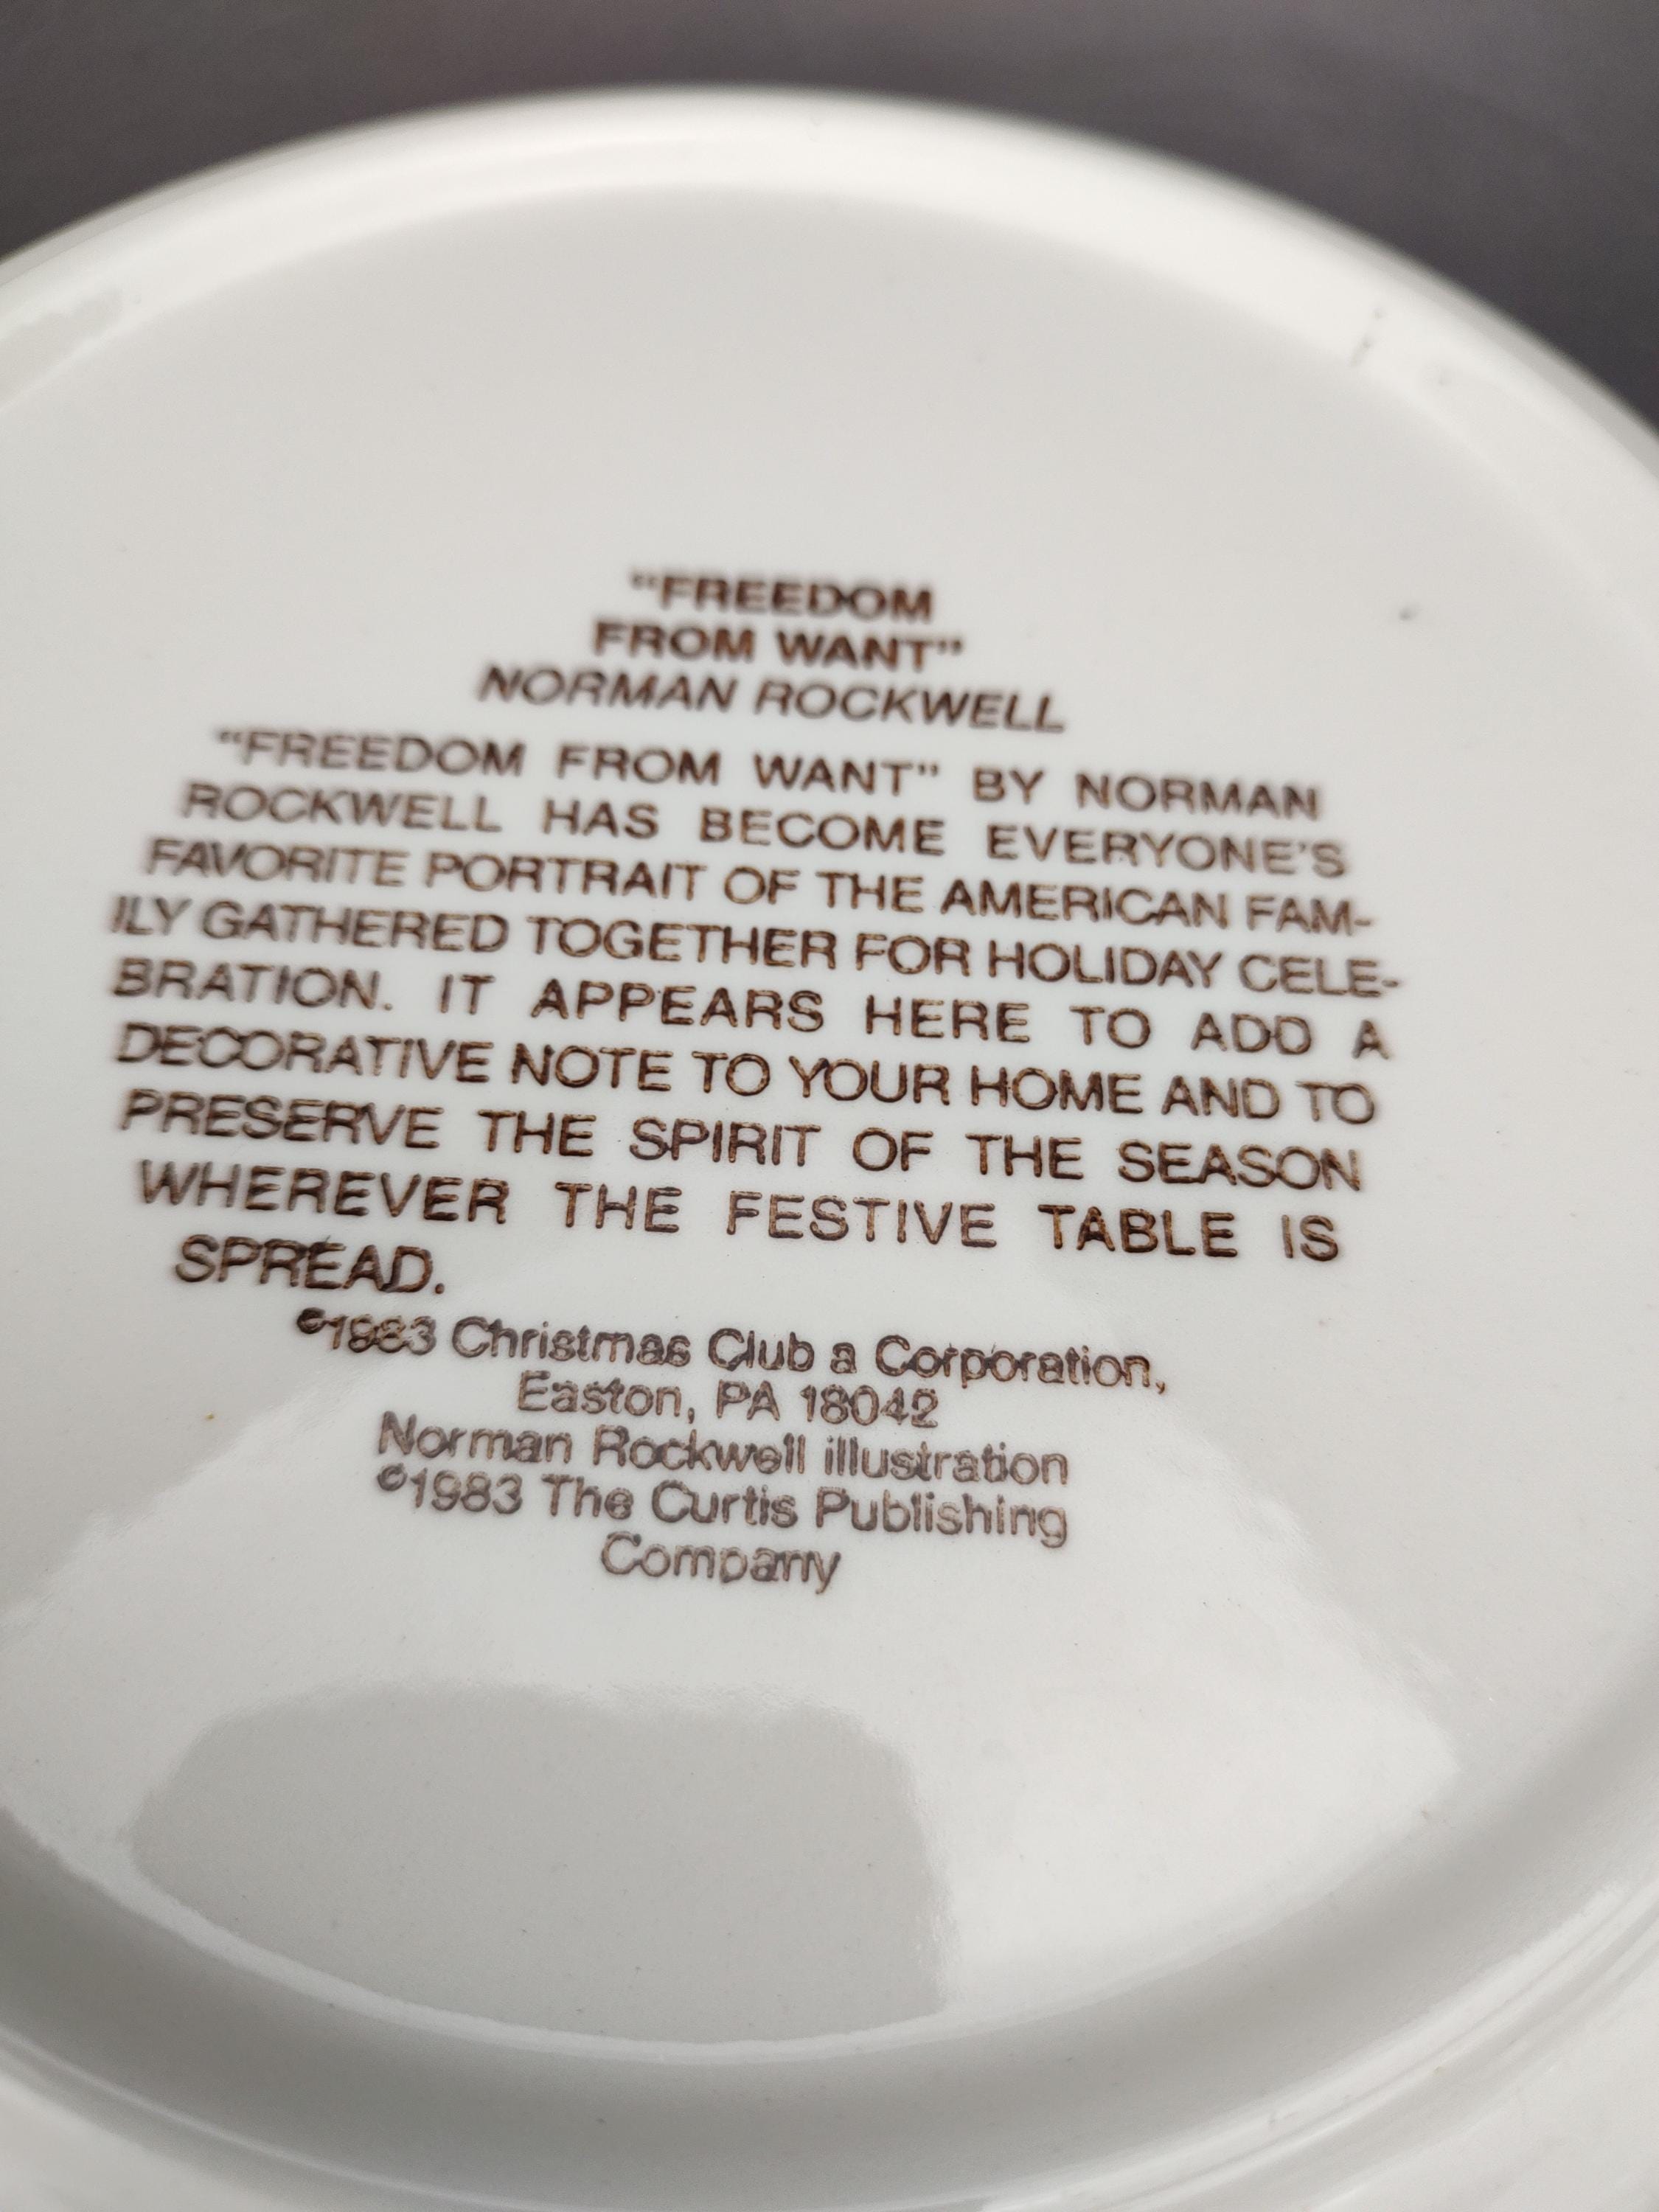 "FREEDOM
FROM WANT"
NORMAN ROCKWELL
"FREEDOM FROM WANT" BY NORMAN
ROCKWELL HAS BECOME EVERYONE'S
FAVORITE PORTRAIT OF THE AMERICAN FAM-
ILY GATHERED TOGETHER FOR HOLIDAY CELE-
BRATION. IT APPEARS HERE TO ADD A
DECORATIVE NOTE TO YOUR HOME AND TO
PRESERVE THE SPIRIT OF THE SEASON
WHEREVER THE FESTIVE TABLE IS
SPREAD.
©1983 Christmas Club a Corporation,
Easton, PA 18042
Norman Rockwell illustration
©1983 The Curtis Publishing
Company